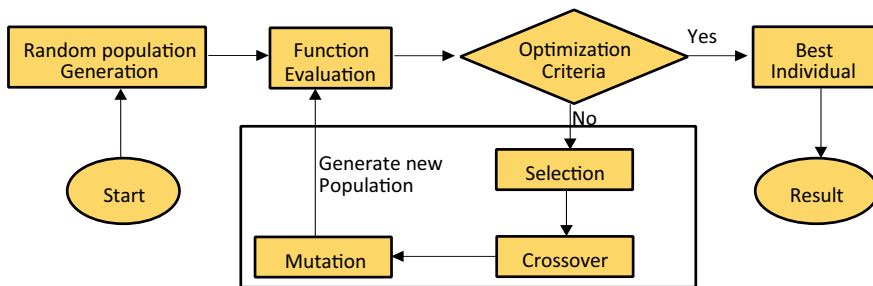 Random population
Generation
Function
Evaluation
Optimization
Criteria
Yes
Best
Individual
No
Generate new
Population
Selection
Start
Result
Mutation
Crossover